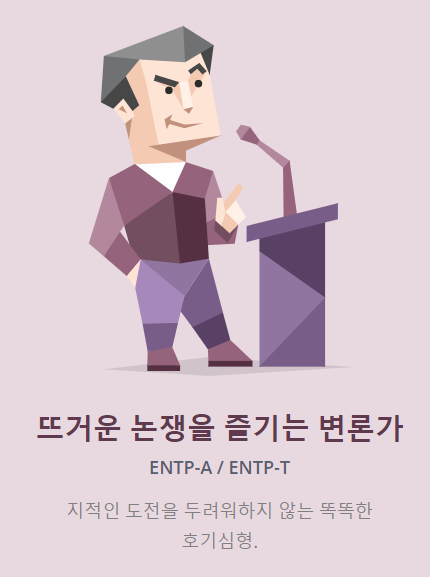 뜨거운 논쟁을 즐기는 변론가
ENTP-A / ENTP-T
지적인 도전을 두려워하지 않는 똑똑한
호기심형.